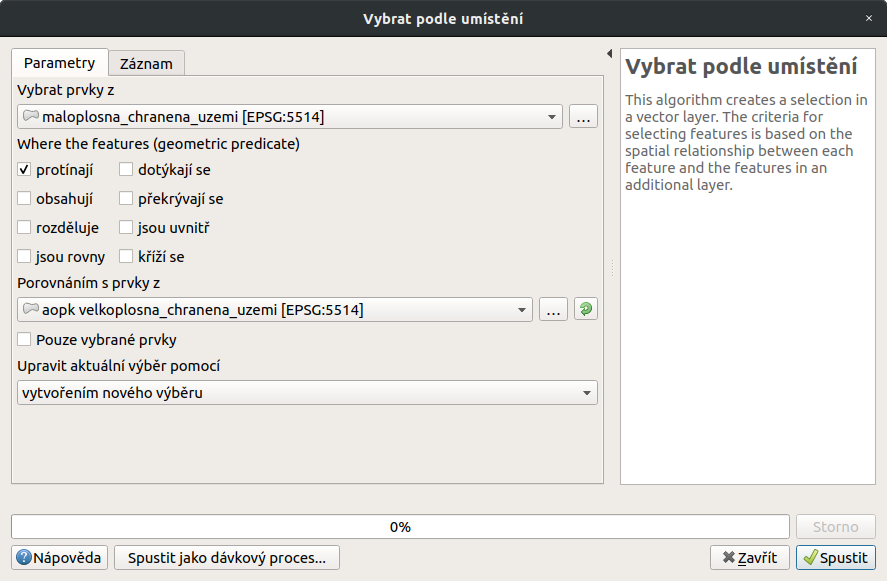 Vybrat podle umístění
Parametry
Záznam
Vybrat prvky z
maloplosna_chranena_uzemi [EPSG:5514]
...
Where the features (geometric predicate)
protínají
dotýkají se
obsahují
překrývají se
rozděluje
jsou uvnitř
jsou rovny
kříží se
Porovnáním s prvky z
aopk velkoplosna_chranena_uzemi [EPSG:5514]
...
Pouze vybrané prvky
Upravit aktuální výběr pomocí
vytvořením nového výběru
Vybrat podle umístění
This algorithm creates a selection in
a vector layer. The criteria for
selecting features is based on the
spatial relationship between each
feature and the features in an
additional layer.
0%
Storno
Nápověda
Spustit jako dávkový proces...
Zavřít
Spustit